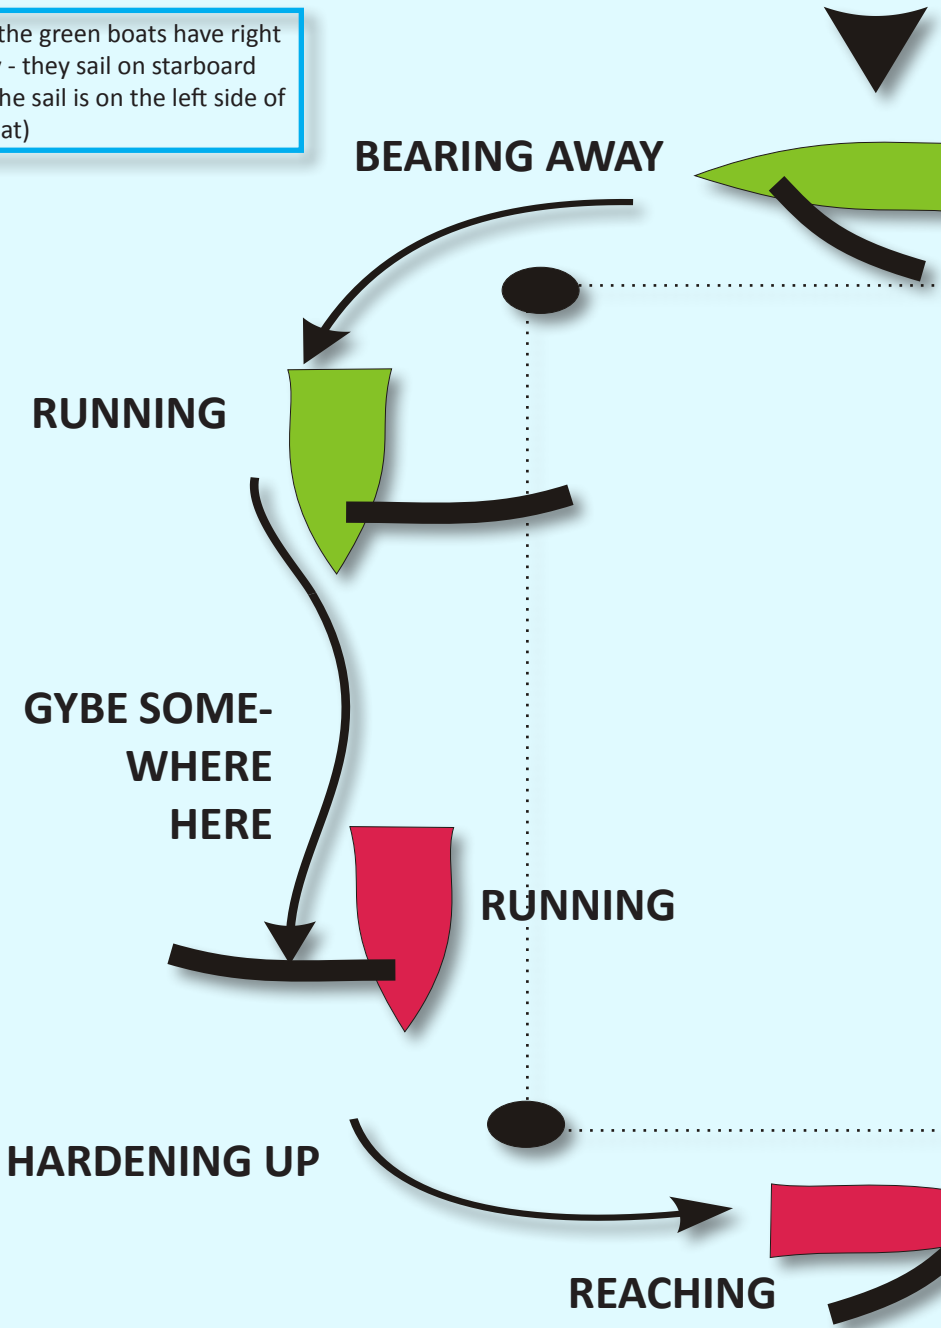 the green boats have right
- they sail on starboard
he sail is on the left side of
at)
BEARING AWAY
RUNNING
GYBE SOME-
WHERE
HERE
RUNNING
HARDENING UP
REACHING